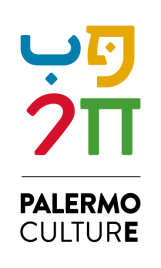 ب פ
Π
PALERMO
CULTURE